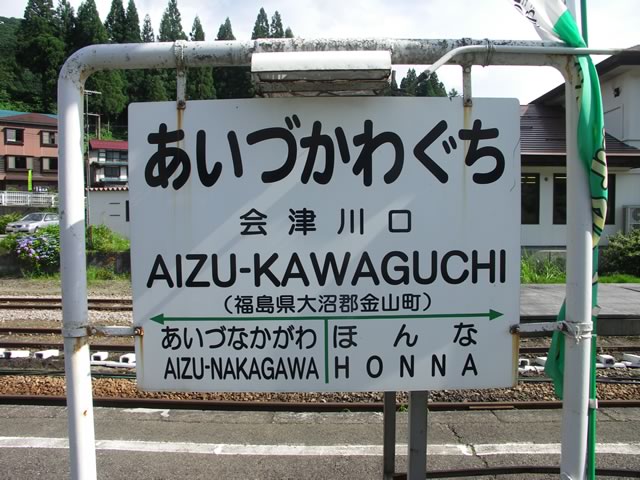 あいづかわぐち
会津川口
AIZU-KAWAGUCHI
（福島県大沼郡金山町）
あいづなかがわ ほんな
AIZU-NAKAGAWA HONNA